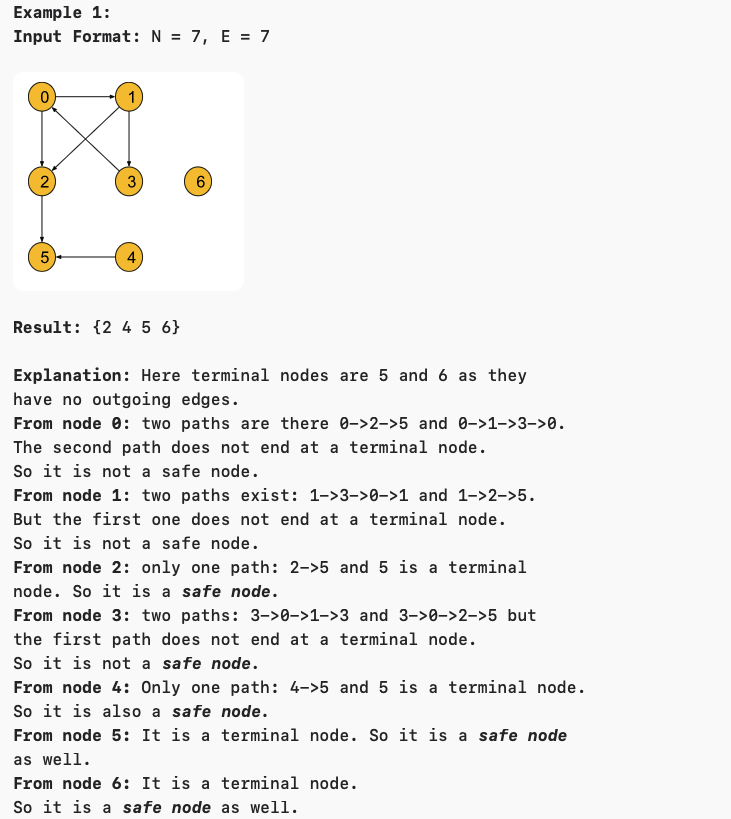 Example 1:
Input Format: N = 7, E = 7
0 1
2 3 6
5 4
Result: {2 4 5 6}
Explanation: Here terminal nodes are 5 and 6 as they
have no outgoing edges.
From node 0: two paths are there 0->2->5 and 0->1->3->0.
The second path does not end at a terminal node.
So it is not a safe node.
From node 1: two paths exist: 1->3->0->1 and 1->2->5.
But the first one does not end at a terminal node.
So it is not a safe node.
From node 2: only one path: 2->5 and 5 is a terminal
node. So it is a safe node.
From node 3: two paths: 3->0->1->3 and 3->0->2->5 but
the first path does not end at a terminal node.
So it is not a safe node.
From node 4: Only one path: 4->5 and 5 is a terminal node.
So it is also a safe node.
From node 5: It is a terminal node. So it is a safe node
as well.
From node 6: It is a terminal node.
So it is a safe node as well.